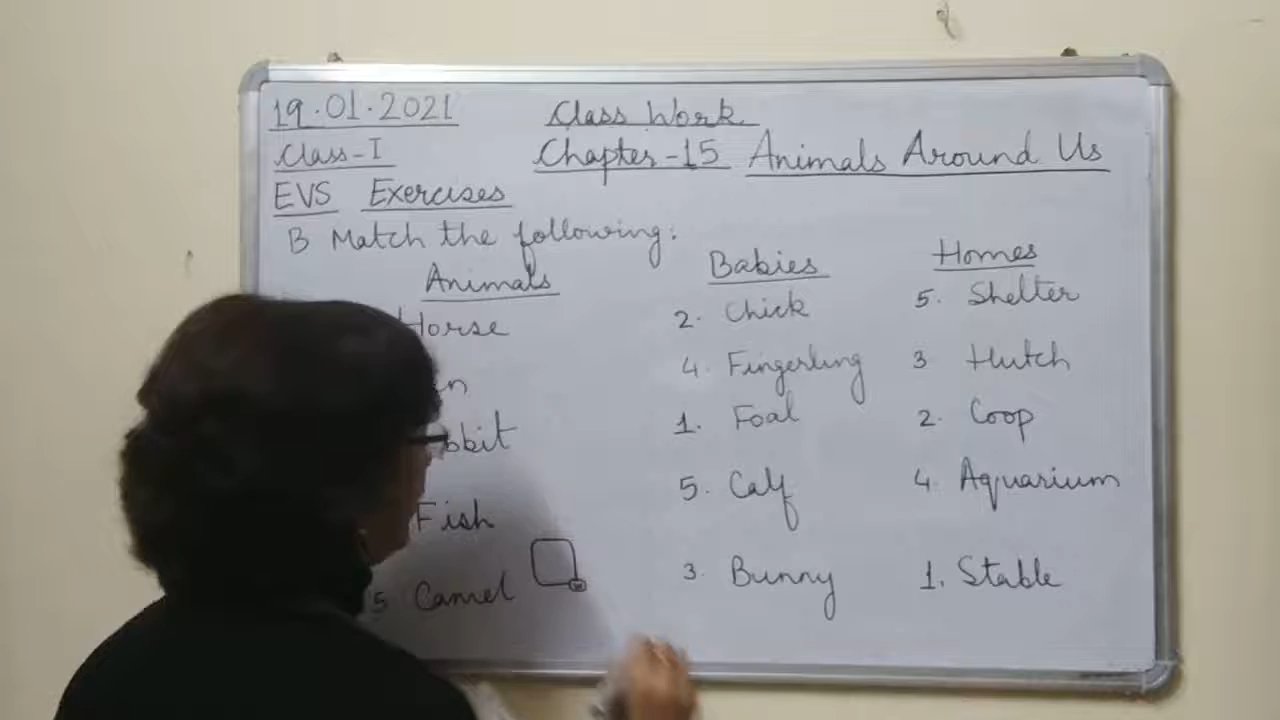 19.01.2021 Class Work
Class-I Chapter-15 Animals Around Us
EVS Exercises
B Match the following:
Animals Babies Homes
Horse 2. Chick 5. Shelter
4. Fingerling 3 Hutch
1. Foal 2. Coop
Fish 5. Calf 4. Aquarium
5 Camel 3. Bunny 1. Stable